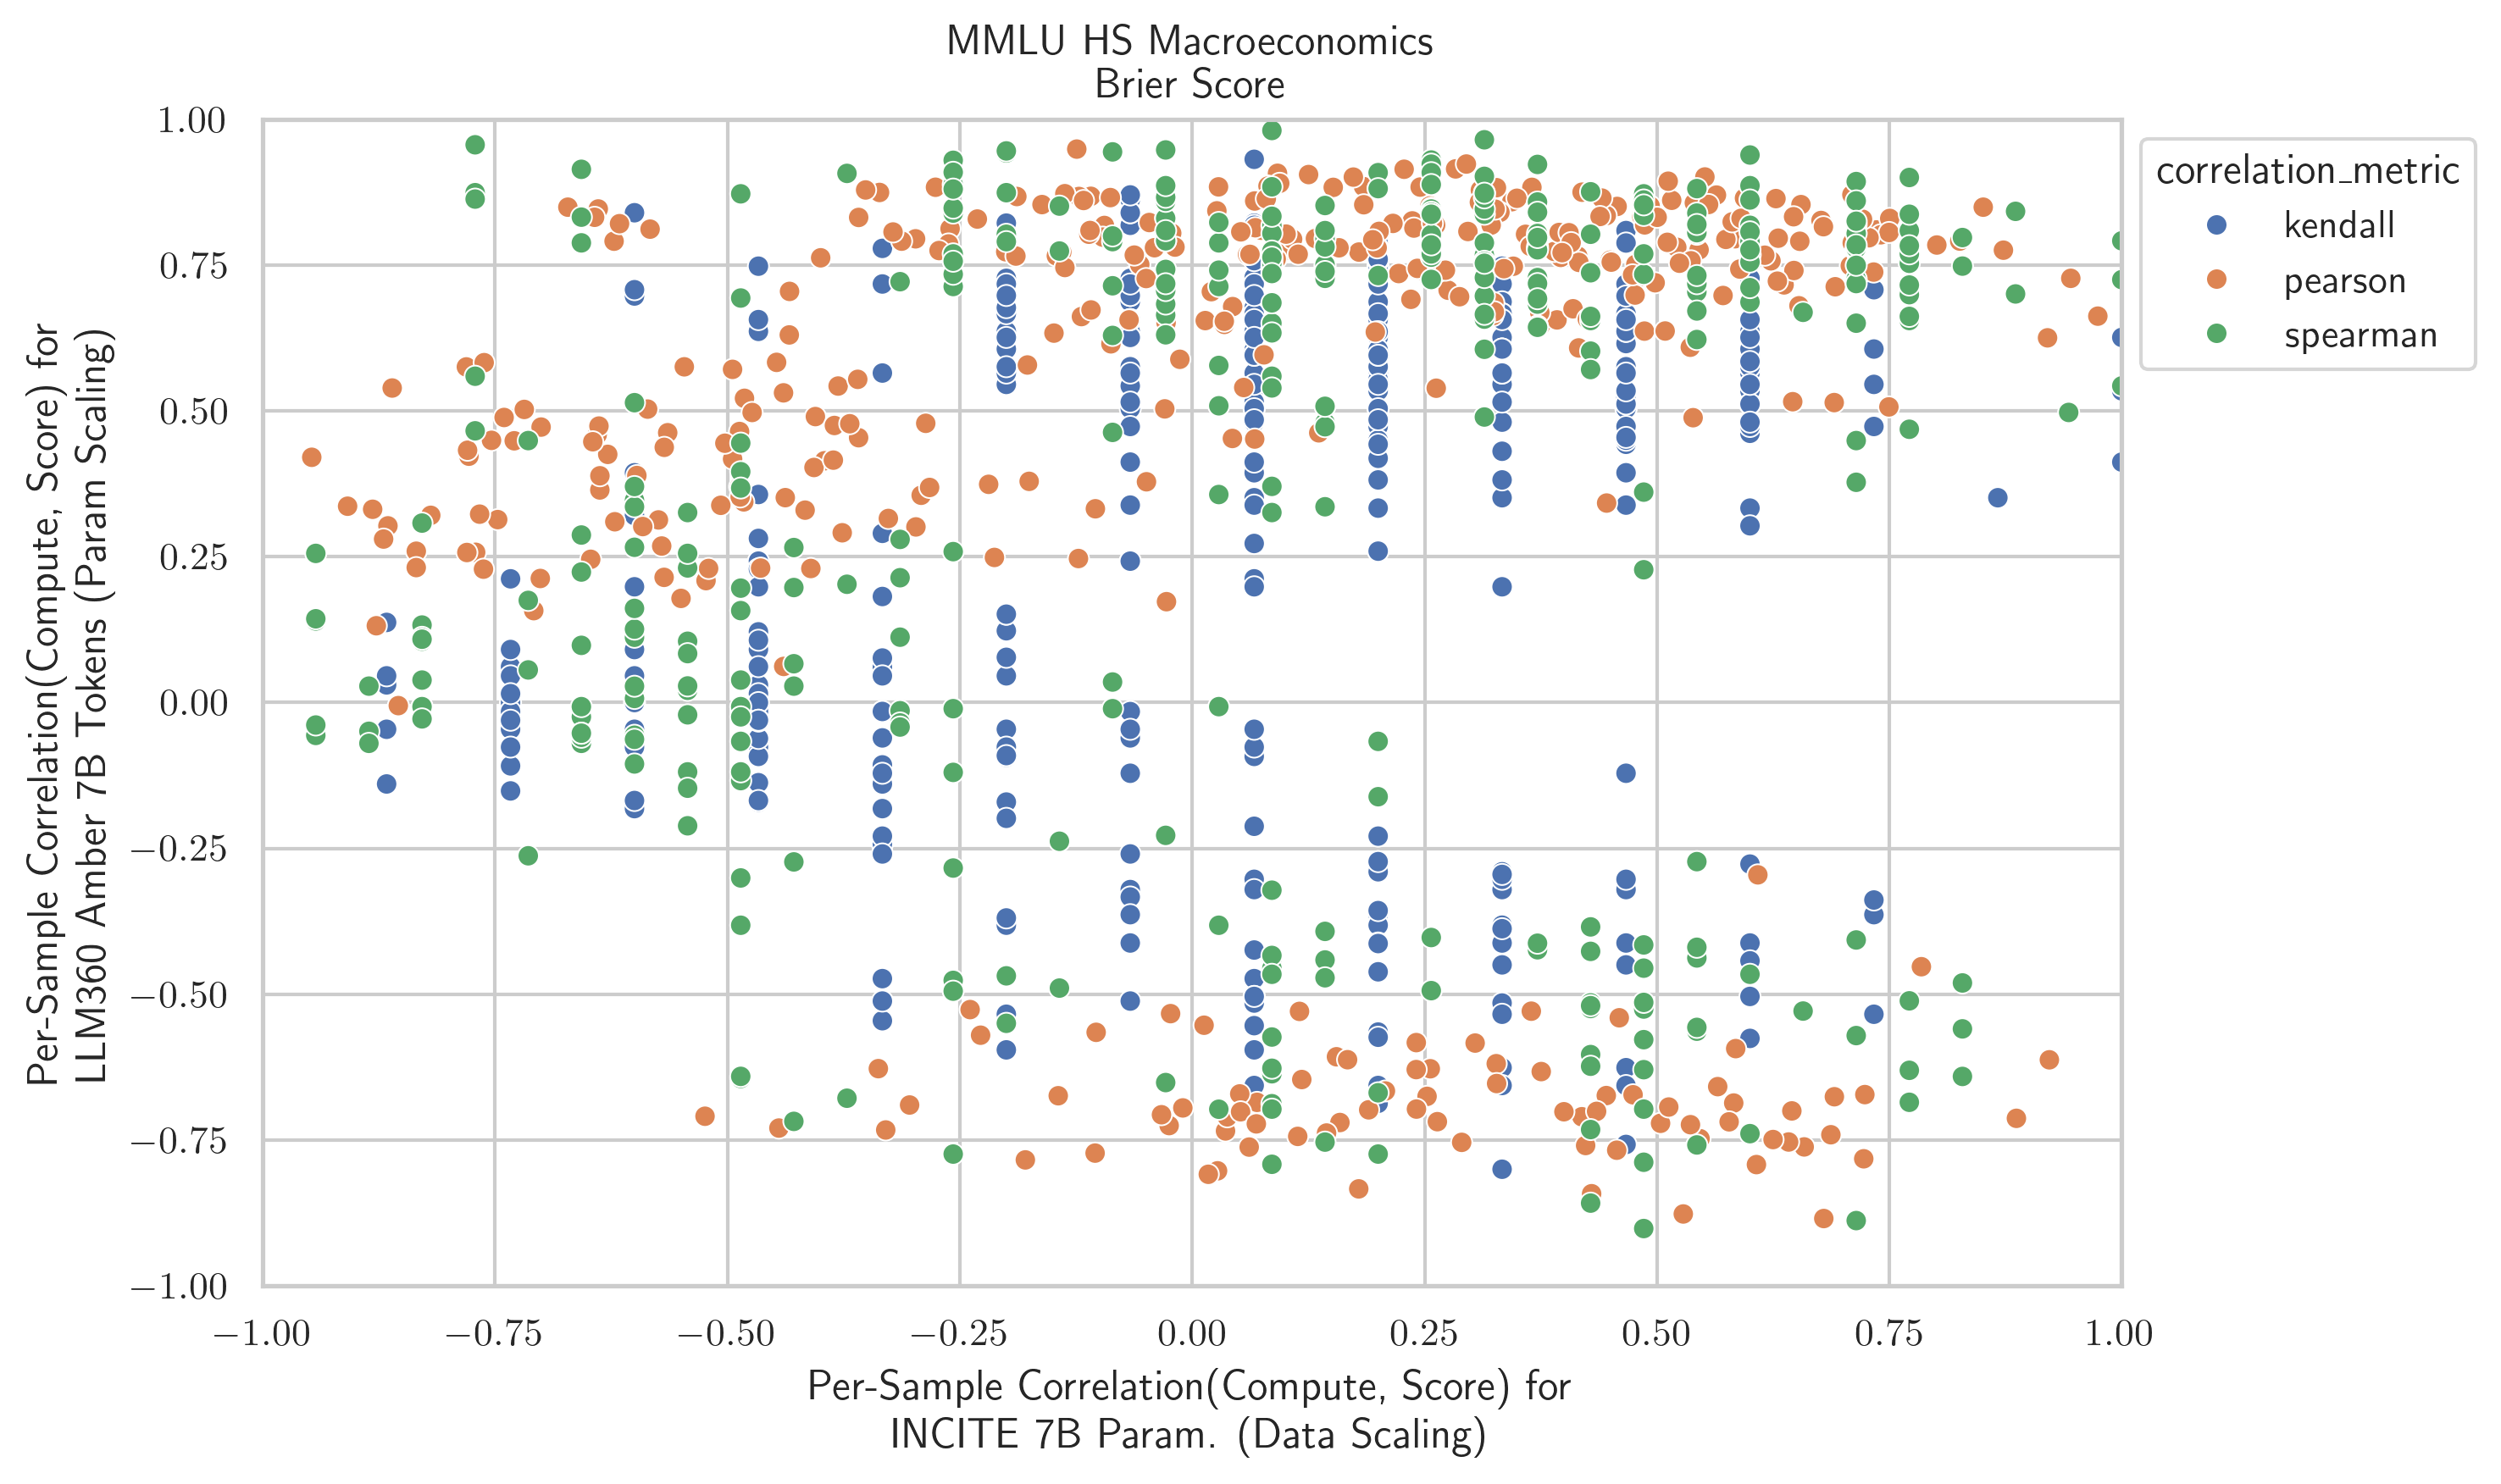 MMLU HS Macroeconomics
Brier Score
Per-Sample Correlation(Compute, Score) for
LLM360 Amber 7B Tokens (Param Scaling)
1.00
0.75
0.50
0.25
0.00
−0.25
−0.50
−0.75
−1.00
−1.00 −0.75 −0.50 −0.25 0.00 0.25 0.50 0.75 1.00
Per-Sample Correlation(Compute, Score) for
INCITE 7B Param. (Data Scaling)
correlation_metric
kendall
pearson
spearman